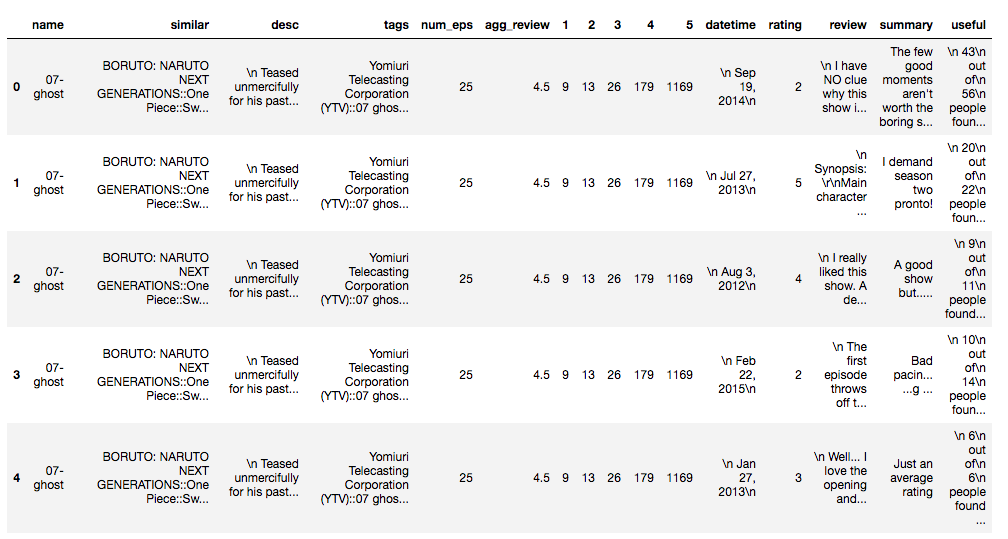 name similar desc tags num_eps agg_review 1 2 3 4 5 datetime rating review summary useful
0 07-ghost BORUTO: NARUTO NEXT GENERATIONS::One Piece::Sw... \n Teased unmercifully for his past... Yomiuri Telecasting Corporation (YTV)::07 ghos... 25 4.5 9 13 26 179 1169 \n Sep 19, 2014\n 2 \n I have NO clue why this show i... The few good moments aren't worth the boring s... \n 43\n out of\n 56\n people foun...
1 07-ghost BORUTO: NARUTO NEXT GENERATIONS::One Piece::Sw... \n Teased unmercifully for his past... Yomiuri Telecasting Corporation (YTV)::07 ghos... 25 4.5 9 13 26 179 1169 \n Jul 27, 2013\n 5 \n Synopsis: \r\nMain character ... I demand season two pronto! \n 20\n out of\n 22\n people foun...
2 07-ghost BORUTO: NARUTO NEXT GENERATIONS::One Piece::Sw... \n Teased unmercifully for his past... Yomiuri Telecasting Corporation (YTV)::07 ghos... 25 4.5 9 13 26 179 1169 \n Aug 3, 2012\n 4 \n I really liked this show. A de... A good show but..... \n 9\n out of\n 11\n people found...
3 07-ghost BORUTO: NARUTO NEXT GENERATIONS::One Piece::Sw... \n Teased unmercifully for his past... Yomiuri Telecasting Corporation (YTV)::07 ghos... 25 4.5 9 13 26 179 1169 \n Feb 22, 2015\n 2 \n The first episode throws off t... Bad pacin... ...g ... \n 10\n out of\n 14\n people foun...
4 07-ghost BORUTO: NARUTO NEXT GENERATIONS::One Piece::Sw... \n Teased unmercifully for his past... Yomiuri Telecasting Corporation (YTV)::07 ghos... 25 4.5 9 13 26 179 1169 \n Jan 27, 2013\n 3 \n Well... I love the opening and... Just an average rating \n 6\n out of\n 6\n people found ...